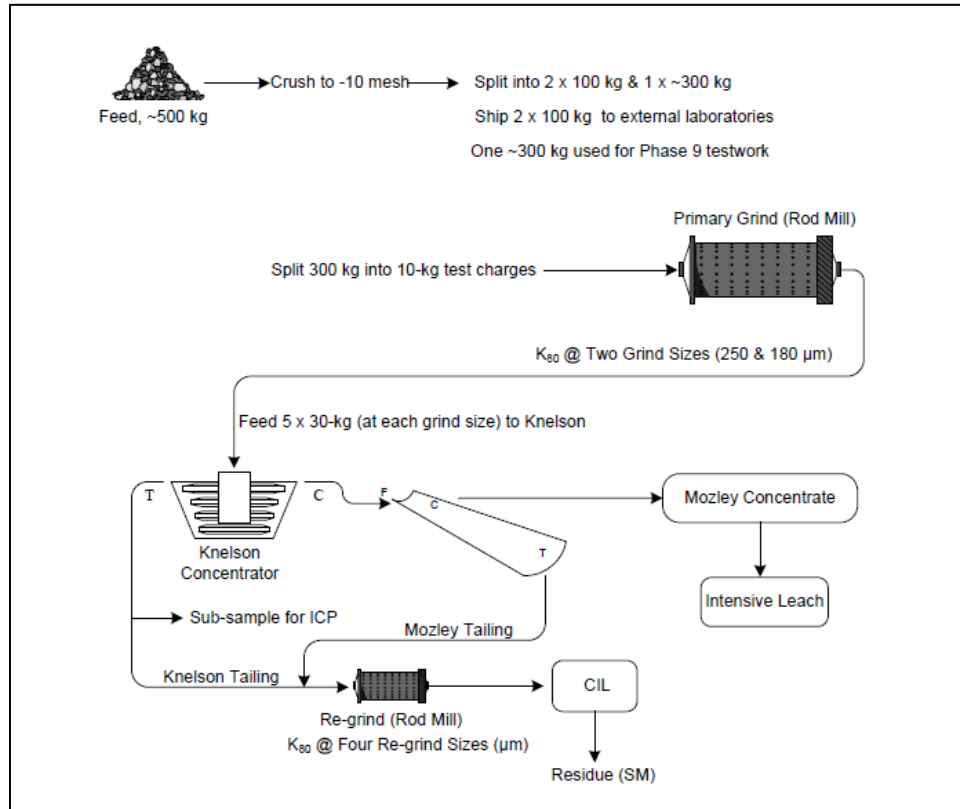 Feed, ~500 kg
Crush to -10 mesh
Split into 2 x 100 kg & 1 x ~300 kg
Ship 2 x 100 kg to external laboratories
One ~300 kg used for Phase 9 testwork
Primary Grind (Rod Mill)
Split 300 kg into 10-kg test charges
K80 @ Two Grind Sizes (250 & 180 µm)
Feed 5 x 30-kg (at each grind size) to Knelson
T
C
F
C
T
Knelson
Concentrator
Mozley Concentrate
Intensive Leach
Sub-sample for ICP
Mozley Tailing
Knelson Tailing
Re-grind (Rod Mill)
K80 @ Four Re-grind Sizes (µm)
CIL
Residue (SM)